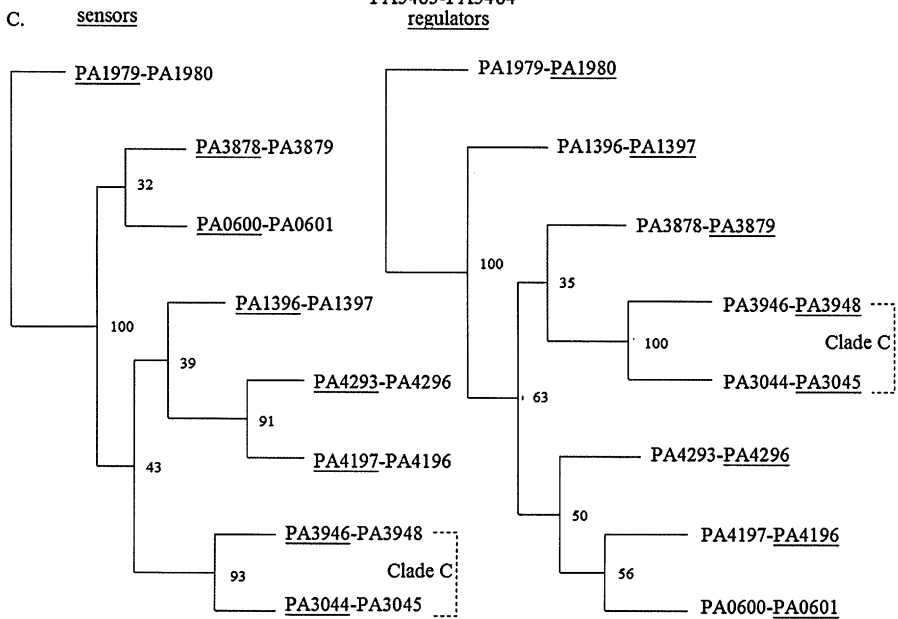 C.
sensors
regulators
PA1979-PA1980
PA3878-PA3879
32
PA0600-PA0601
100
PA1396-PA1397
39
PA4293-PA4296
91
PA4197-PA4196
43
PA3946-PA3948
Clade C
93
PA3044-PA3045
PA1979-PA1980
PA1396-PA1397
100
PA3878-PA3879
35
PA3946-PA3948
Clade C
100
PA3044-PA3045
63
PA4293-PA4296
50
PA4197-PA4196
56
PA0600-PA0601